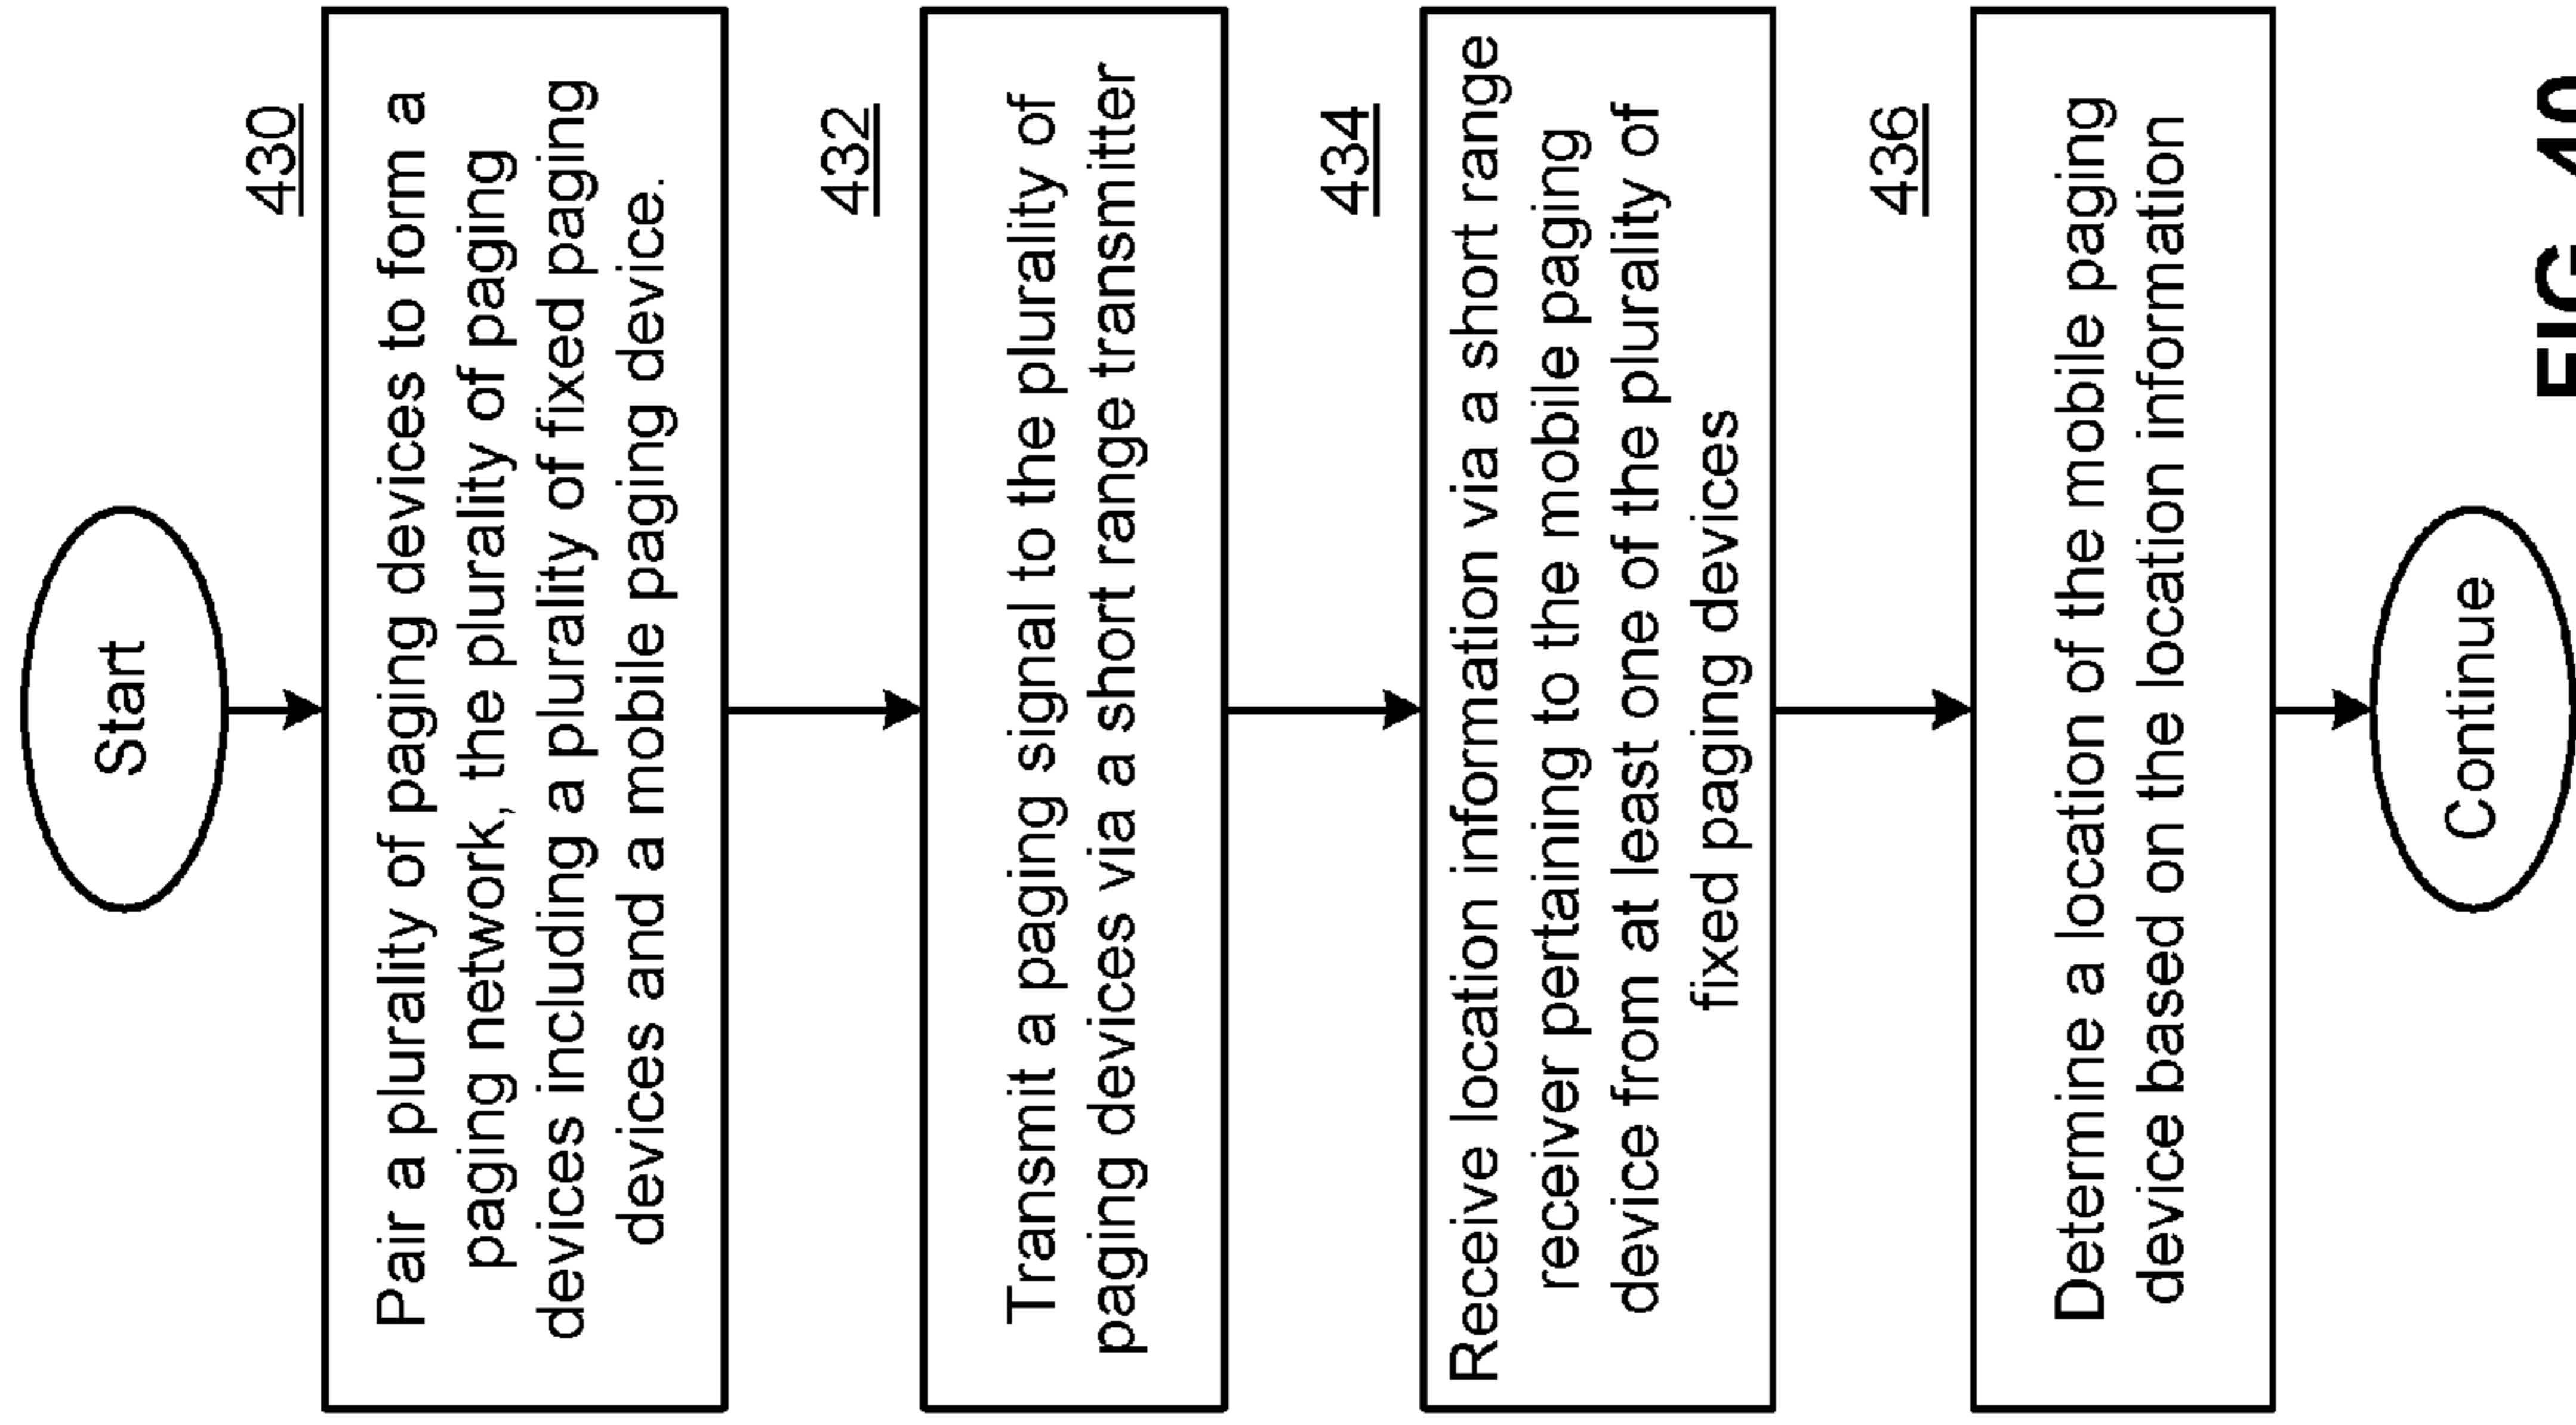 Start
430
Pair a plurality of paging devices to form a
paging network, the plurality of paging
devices including a plurality of fixed paging
devices and a mobile paging device.
432
Transmit a paging signal to the plurality of
paging devices via a short range transmitter
434
Receive location information via a short range
receiver pertaining to the mobile paging
device from at least one of the plurality of
fixed paging devices
436
Determine a location of the mobile paging
device based on the location information
Continue
FIG. 40